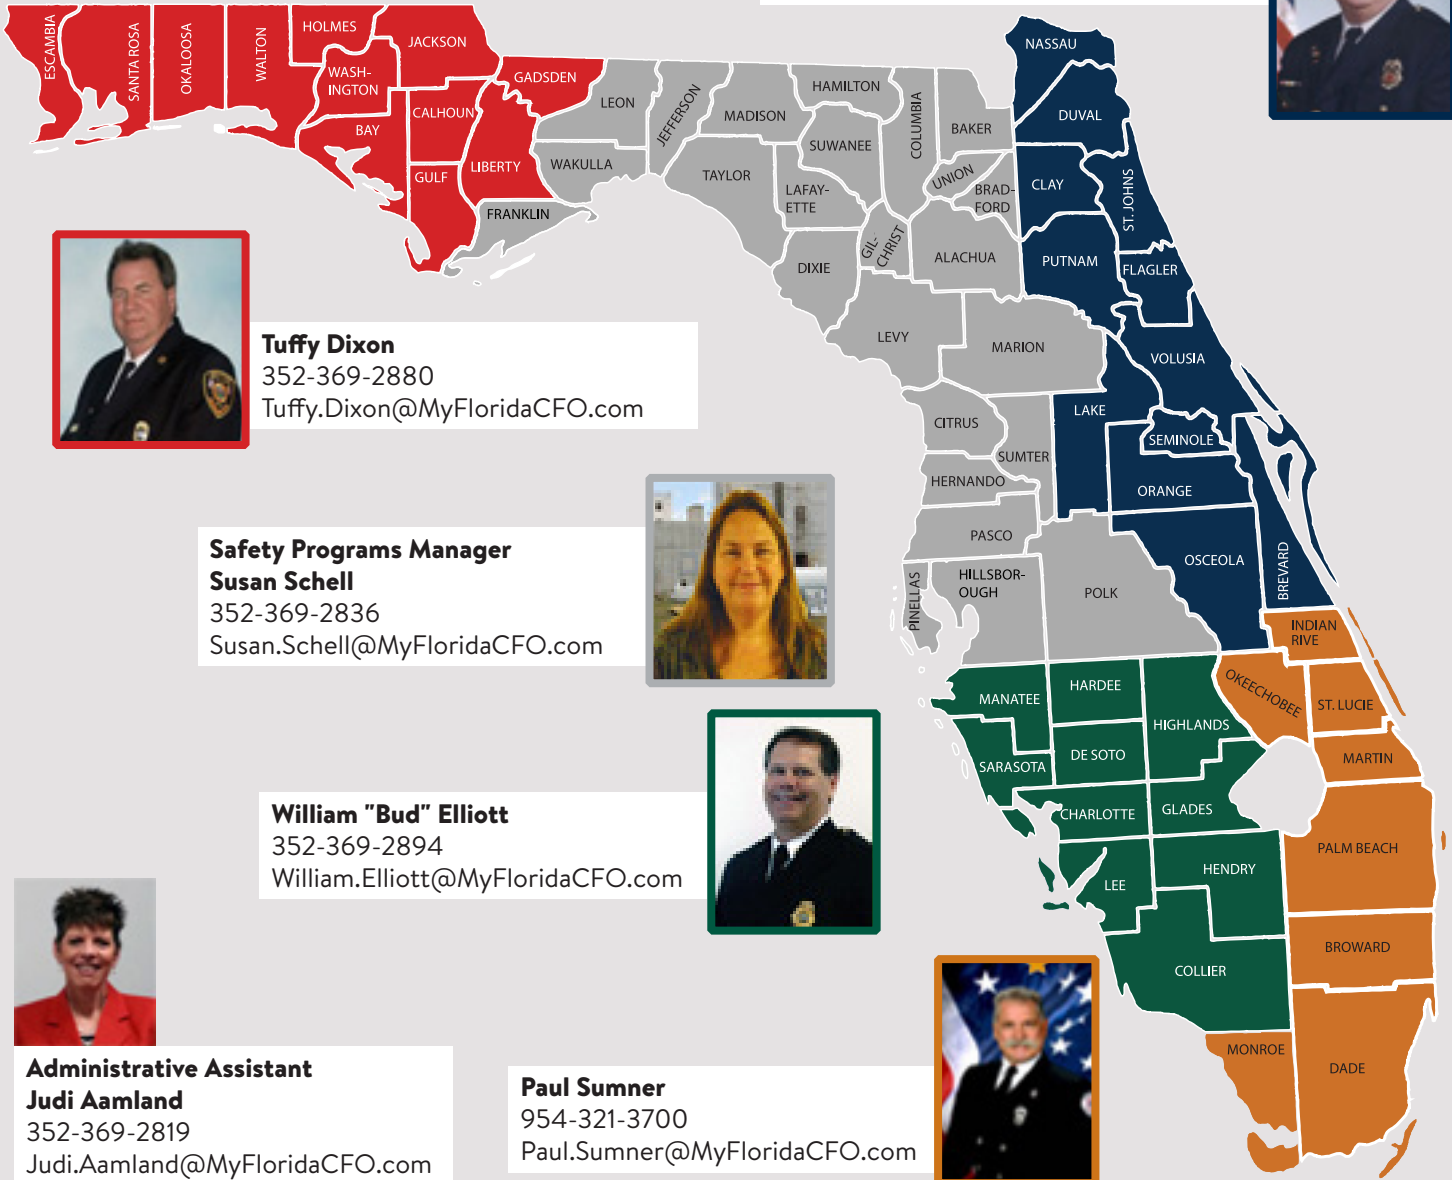 ESCAMBIA
SANTA ROSA
OKALOOSA
WALTON
HOLMES
WASH-
INGTON
JACKSON
BAY
CALHOUN
GULF
LIBERTY
GADSDEN
FRANKLIN
LEON
WAKULLA
JEFFERSON
MADISON
TAYLOR
HAMILTON
SUWANEE
LAFAY-
ETTE
DIXIE
COLUMBIA
GIL-
CHRIST
BAKER
UNION
BRAD-
FORD
ALACHUA
LEVY
MARION
NASSAU
DUVAL
CLAY
ST. JOHNS
PUTNAM
FLAGLER
VOLUSIA
CITRUS
SUMTER
HERNANDO
PASCO
PINELLAS
HILLSBOR-
OUGH
POLK
LAKE
SEMINOLE
ORANGE
OSCEOLA
BREVARD
INDIAN
RIVE
OKEECHOBEE
ST. LUCIE
MARTIN
PALM BEACH
BROWARD
DADE
MONROE
MANATEE
HARDEE
HIGHLANDS
SARASOTA
DE SOTO
CHARLOTTE
GLADES
LEE
HENDRY
COLLIER
Tuffy Dixon
352-369-2880
Tuffy.Dixon@MyFloridaCFO.com
Safety Programs Manager
Susan Schell
352-369-2836
Susan.Schell@MyFloridaCFO.com
William "Bud" Elliott
352-369-2894
William.Elliott@MyFloridaCFO.com
Administrative Assistant
Judi Aamland
352-369-2819
Judi.Aamland@MyFloridaCFO.com
Paul Sumner
954-321-3700
Paul.Sumner@MyFloridaCFO.com